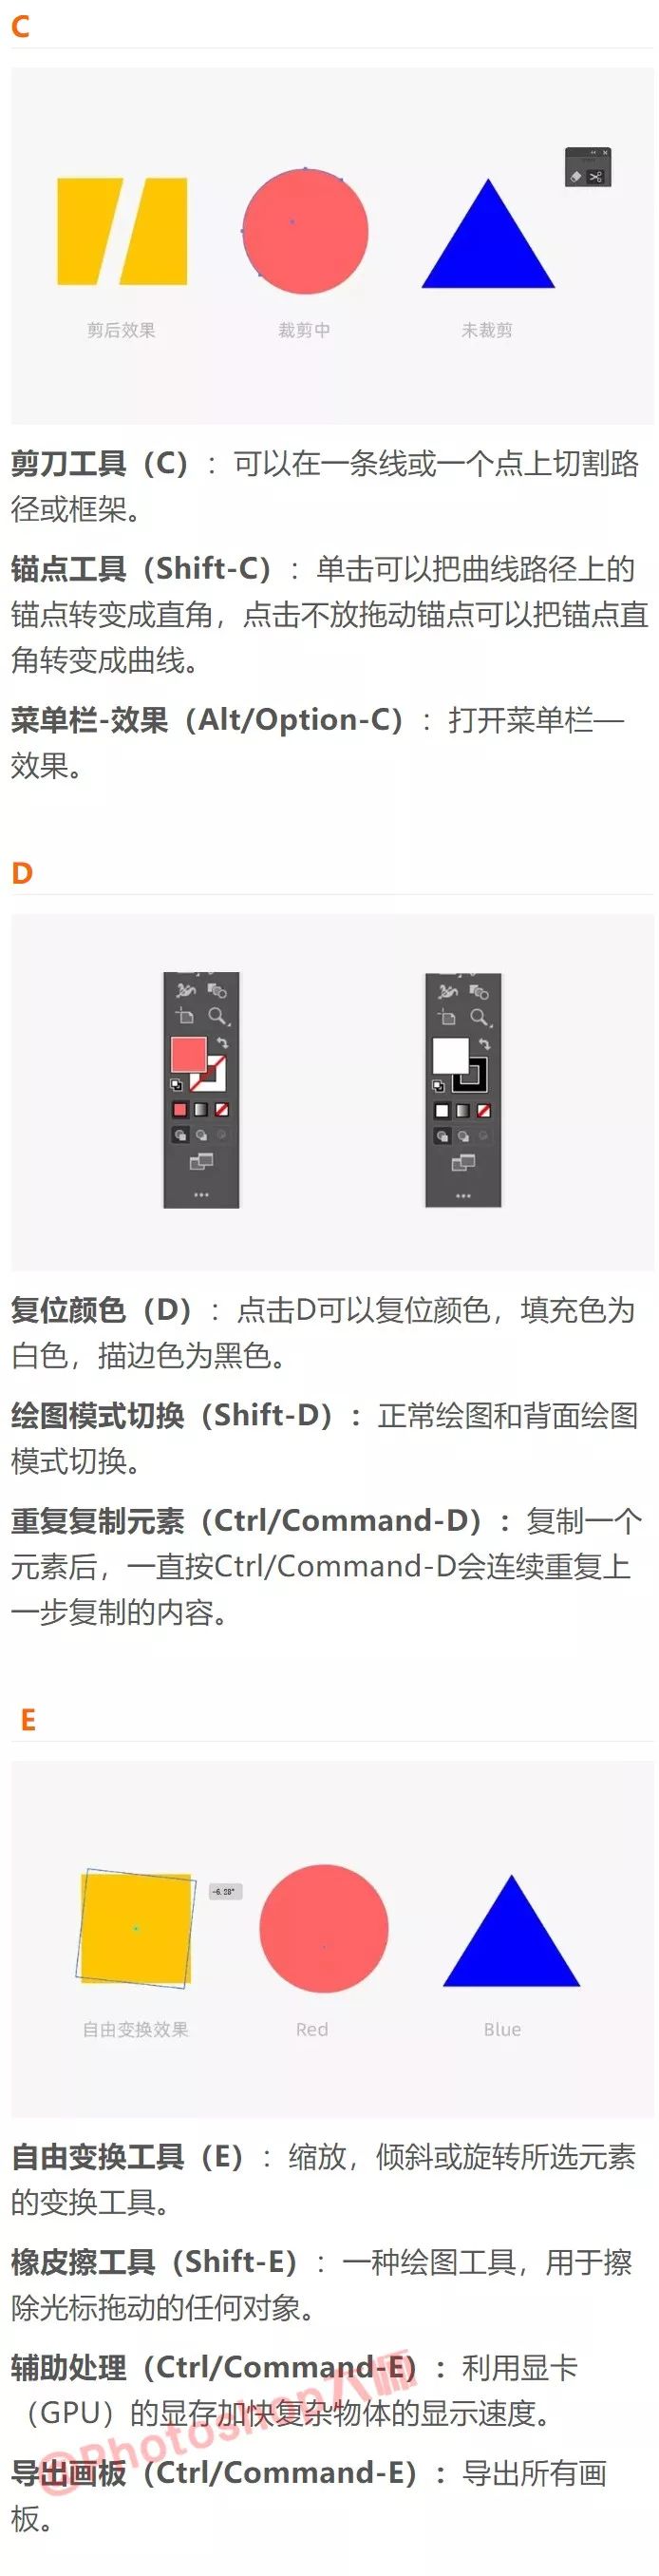 C
剪后效果
裁剪中
未裁剪
剪刀工具（C）：可以在一条线或一个点上切割路
径或框架。
锚点工具（Shift-C）：单击可以把曲线路径上的
锚点转变成直角，点击不放拖动锚点可以把锚点直
角转变成曲线。
菜单栏-效果（Alt/Option-C）：打开菜单栏—
效果。
D
复位颜色（D）：点击D可以复位颜色，填充色为
白色，描边色为黑色。
绘图模式切换（Shift-D）：正常绘图和背面绘图
模式切换。
重复复制元素（Ctrl/Command-D）：复制一个
元素后，一直按Ctrl/Command-D会连续重复上
一步复制的内容。
E
-6.28°
自由变换效果
Red
Blue
自由变换工具（E）：缩放，倾斜或旋转所选元素
的变换工具。
橡皮擦工具（Shift-E）：一种绘图工具，用于擦
除光标拖动的任何对象。
辅助处理（Ctrl/Command-E）：利用显卡
（GPU）的显存加快复杂物体的显示速度。
导出画板（Ctrl/Command-E）：导出所有画
板。
@Photoshop大师